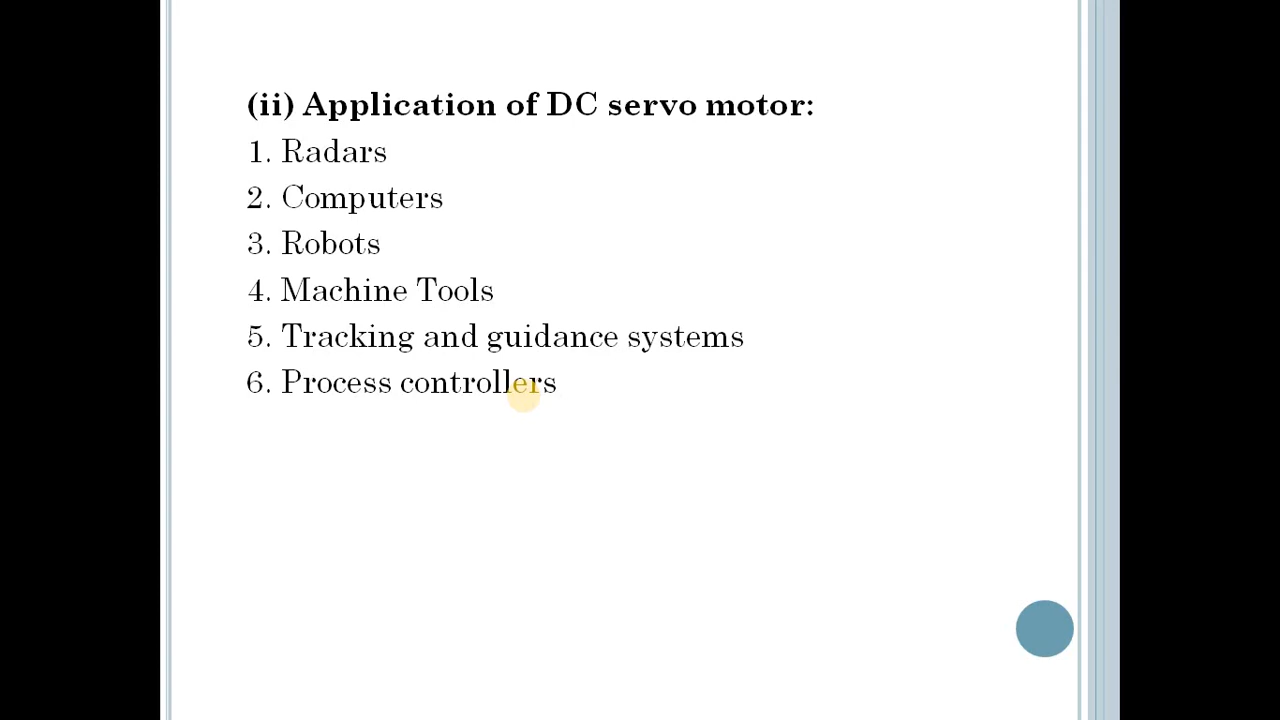 (ii) Application of DC servo motor:
1. Radars
2. Computers
3. Robots
4. Machine Tools
5. Tracking and guidance systems
6. Process controllers